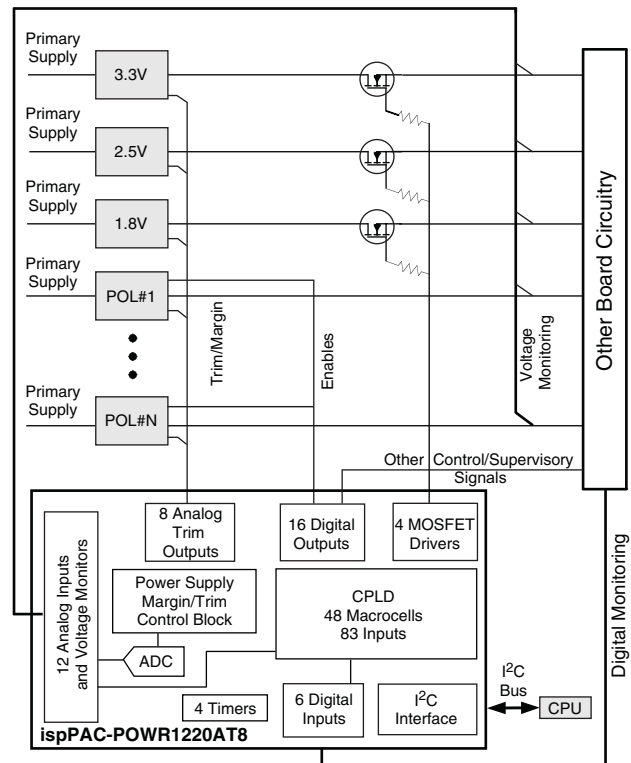 Primary
Supply
3.3V
Primary
Supply
2.5V
Primary
Supply
1.8V
Primary
Supply
POL#1
Primary
Supply
POL#N
Trim/Margin
Enables
Voltage
Monitoring
Other Board Circuitry
Other Control/Supervisory
Signals
Digital Monitoring
12 Analog Inputs
and Voltage Monitors
8 Analog
Trim
Outputs
16 Digital
Outputs
4 MOSFET
Drivers
Power Supply
Margin/Trim
Control Block
ADC
CPLD
48 Macrocells
83 Inputs
4 Timers
6 Digital
Inputs
I²C
Interface
I²C
Bus
CPU
ispPAC-POWR1220AT8